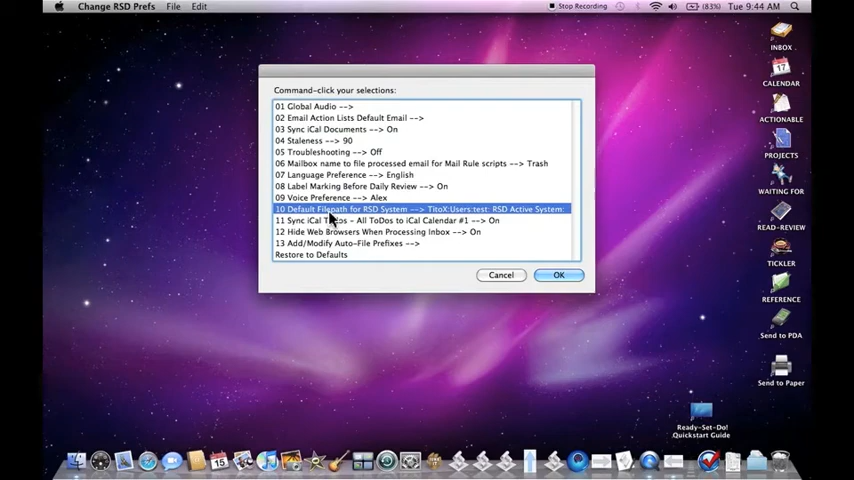 Change RSD Prefs File Edit Stop Recording (83%) Tue 9:44 AM
Command-click your selections:
01 Global Audio -->
02 Email Action Lists Default Email -->
03 Sync iCal Documents --> On
04 Staleness --> 90
05 Troubleshooting --> Off
06 Mailbox name to file processed email for Mail Rule scripts --> Trash
07 Language Preference --> English
08 Label Marking Before Daily Review --> On
09 Voice Preference --> Alex
10 Default Filepath for RSD System --> TitoX:Users:test: RSD Active System:
11 Sync iCal ToDos - All ToDos to iCal Calendar #1 --> On
12 Hide Web Browsers When Processing Inbox --> On
13 Add/Modify Auto-File Prefixes -->
Restore to Defaults
Cancel OK
INBOX
17
CALENDAR
ACTIONABLE
PROJECTS
WAITING FOR
READ-REVIEW
TICKLER
REFERENCE
Send to PDA
Send to Paper
Ready-Set-Do!
Quickstart Guide
15